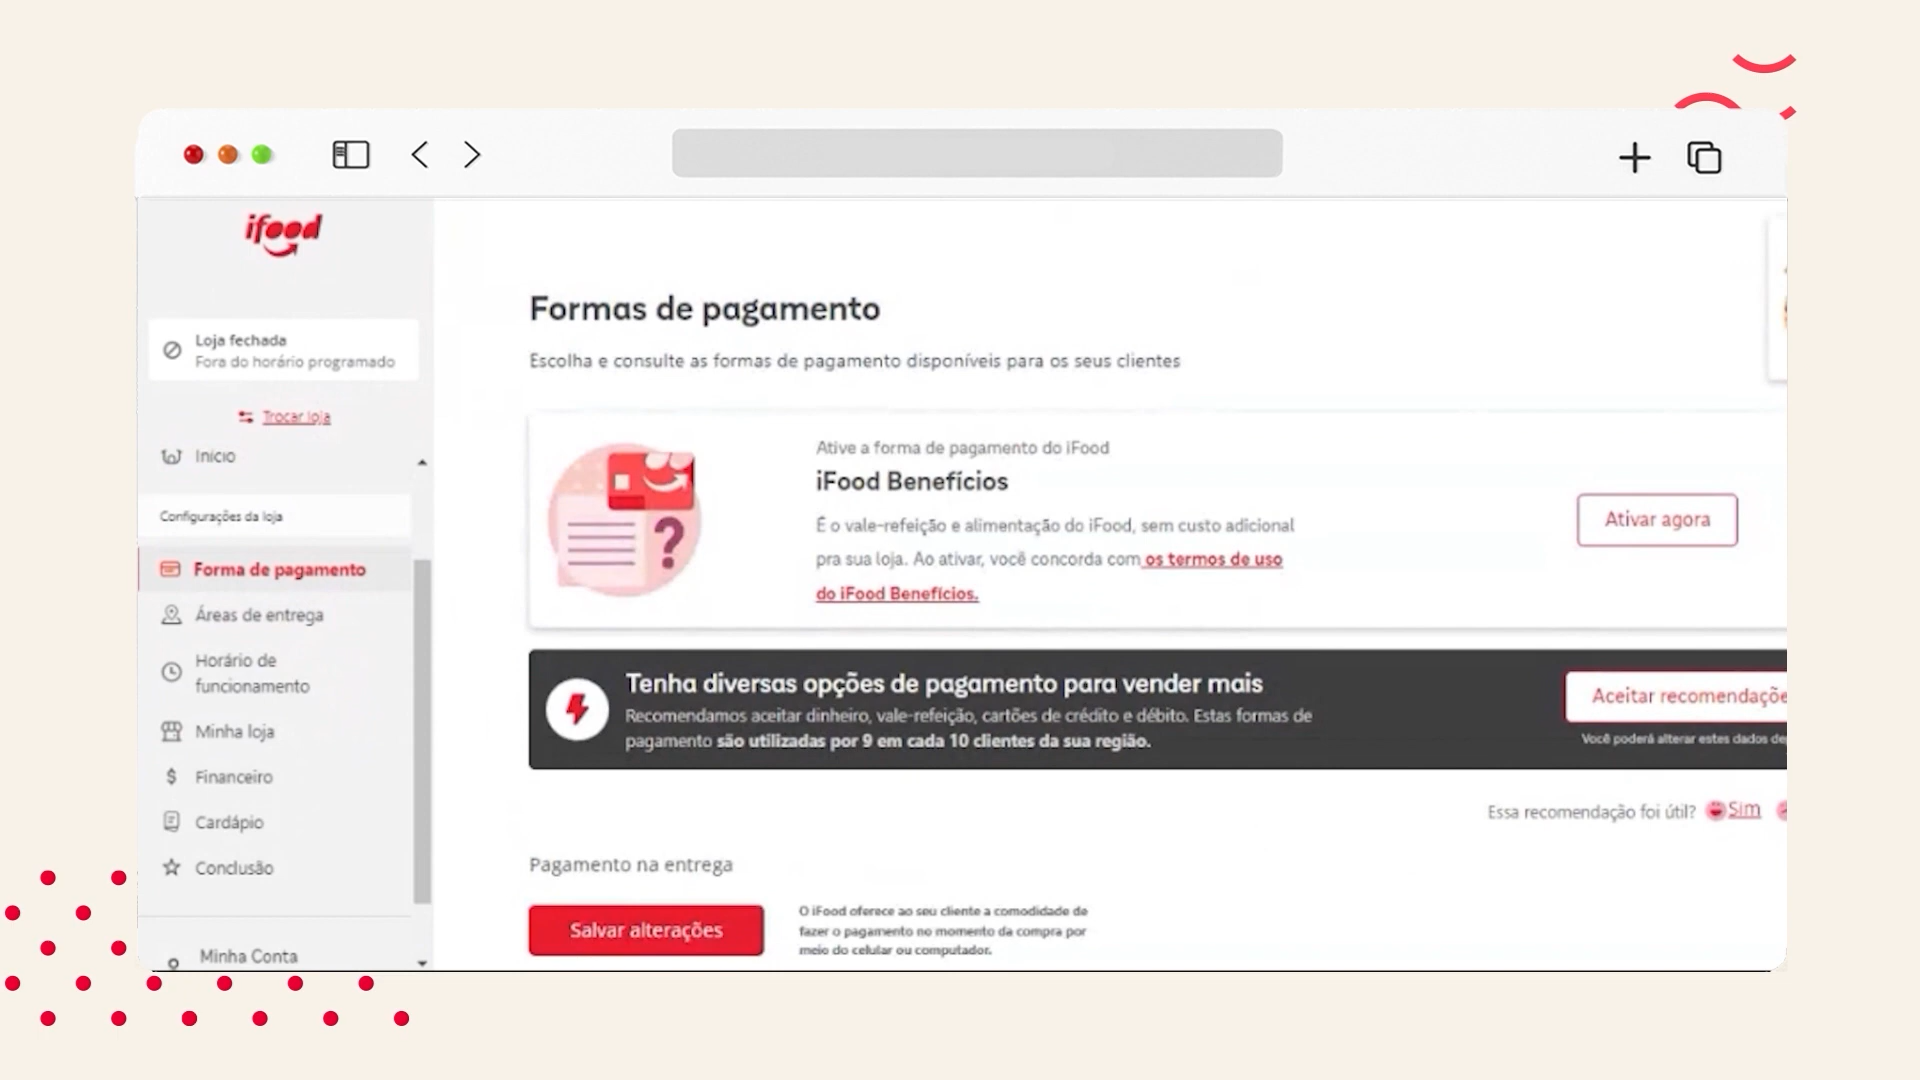 ifood
Loja fechada
Fora do horário programado
Trocar loja
Início
Configurações da loja
Forma de pagamento
Áreas de entrega
Horário de
funcionamento
Minha loja
$ Financeiro
Cardápio
Conclusão
Minha Conta
Formas de pagamento
Escolha e consulte as formas de pagamento disponíveis para os seus clientes
Ative a forma de pagamento do iFood
iFood Benefícios
É o vale-refeição e alimentação do iFood, sem custo adicional
pra sua loja. Ao ativar, você concorda com os termos de uso
do iFood Benefícios.
?
Ativar agora
Tenha diversas opções de pagamento para vender mais
Recomendamos aceitar dinheiro, vale-refeição, cartões de crédito e débito. Estas formas de
pagamento são utilizadas por 9 em cada 10 clientes da sua região.
Aceitar recomendaçõe
Você poderá alterar estes dados de
Essa recomendação foi útil? Sim
Pagamento na entrega
Salvar alterações
O iFood oferece ao seu cliente a comodidade de
fazer o pagamento no momento da compra por
meio do celular ou computador.